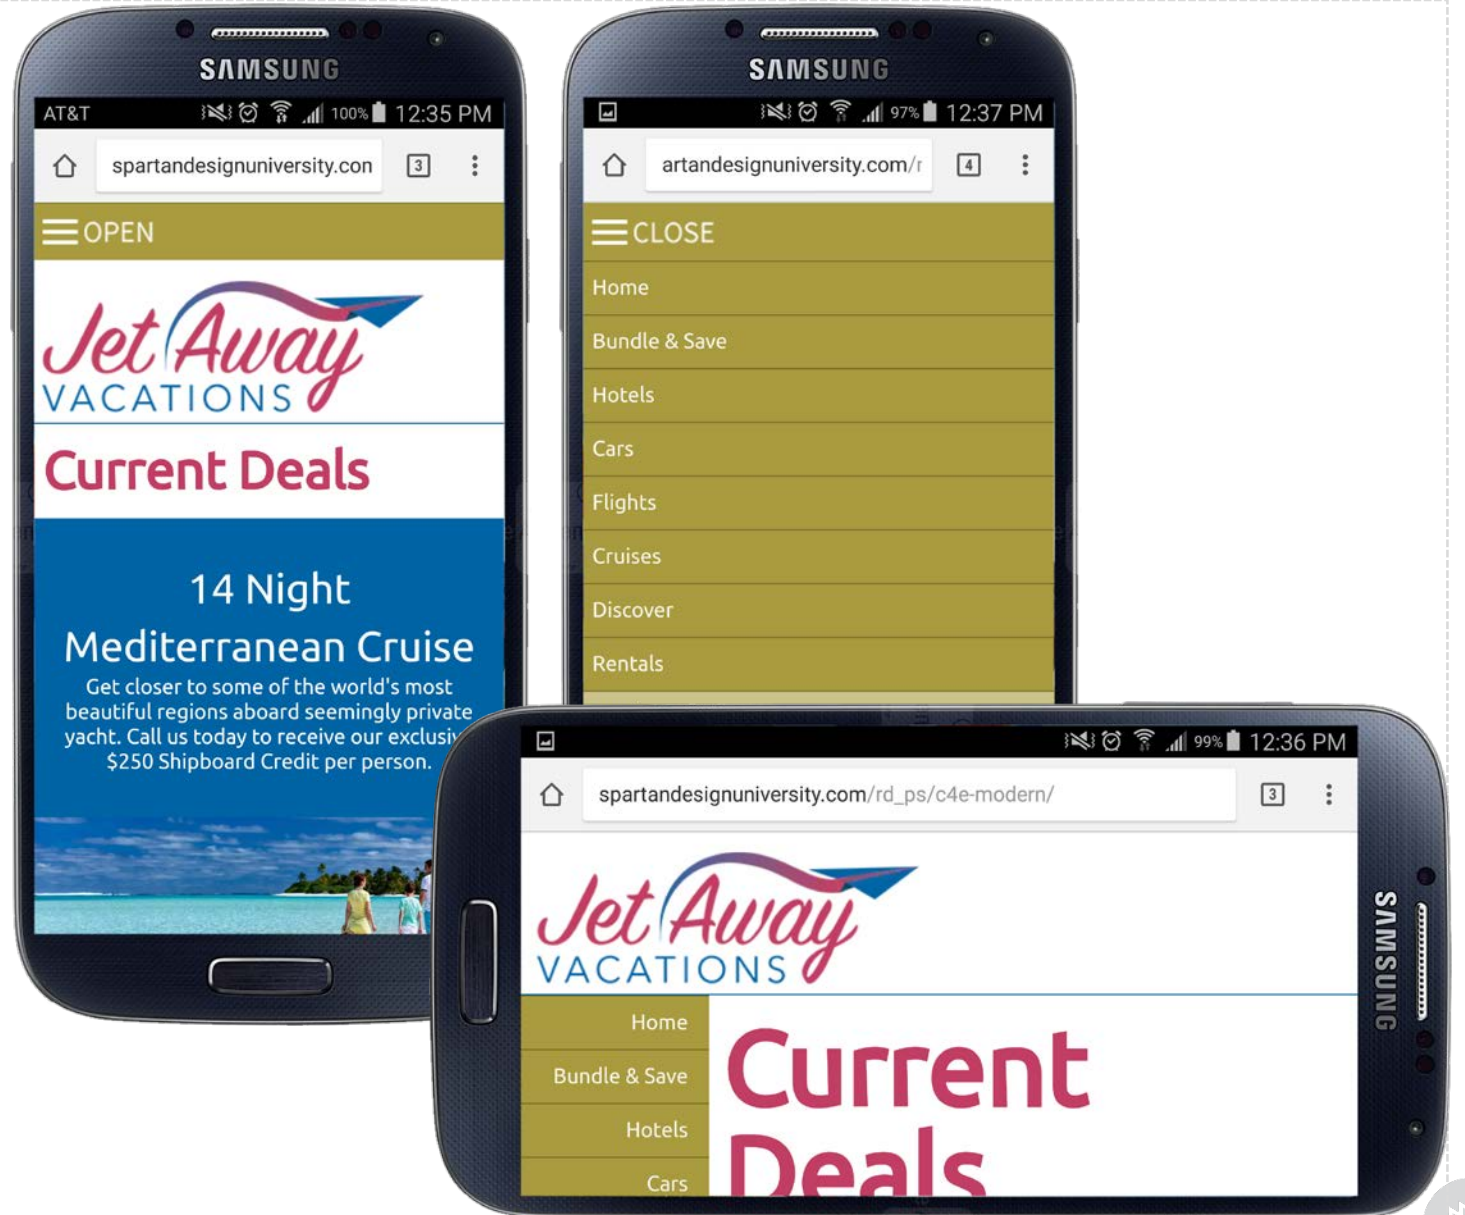 SAMSUNG
AT&T 100% 12:35 PM
spartandesignuniversity.con 3
OPEN
Jet Away
VACATIONS
Current Deals
14 Night
Mediterranean Cruise
Get closer to some of the world's most
beautiful regions aboard seemingly private
yacht. Call us today to receive our exclusiv
$250 Shipboard Credit per person.
SAMSUNG
97% 12:37 PM
artandesignuniversity.com/r 4
CLOSE
Home
Bundle & Save
Hotels
Cars
Flights
Cruises
Discover
Rentals
99% 12:36 PM
spartandesignuniversity.com/rd_ps/c4e-modern/ 3
Jet Away
VACATIONS
Home
Bundle & Save
Hotels
Cars
Current
Deals
SAMSUNG